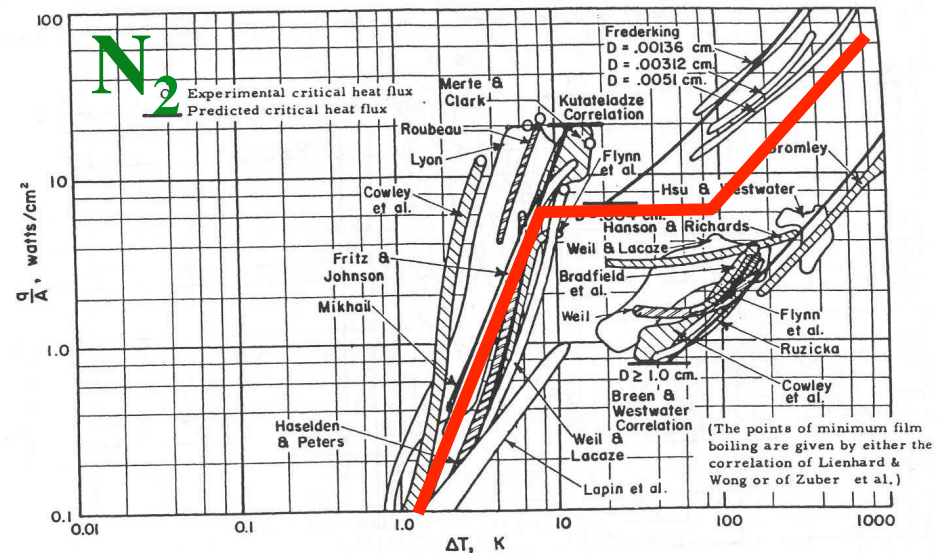 N2
Experimental critical heat flux
Predicted critical heat flux
Frederking
D = .00136 cm.
D = .00312 cm.
D = .0051 cm.
Merte &
Clark
Kutateladze
Correlation
Roubeau
Lyon
Flynn
et al.
Cowley
et al.
Bromley
Hsu & Westwater
cm.
Hanson & Richards
Weil & Lacaze
Fritz &
Johnson
Bradfield
et al.
Mikhail
Weil
Flynn
et al.
Ruzicka
D ≥ 1.0 cm.
Breen &
Westwater
Correlation
Cowley
et al.
Haselden
& Peters
Weil &
Lacaze
Lapin et al.
(The points of minimum film
boiling are given by either the
correlation of Lienhard &
Wong or of Zuber et al.)
100
10
1.0
0.1
q/A, watts/cm²
0.01
0.1
1.0
10
100
1000
ΔT, K